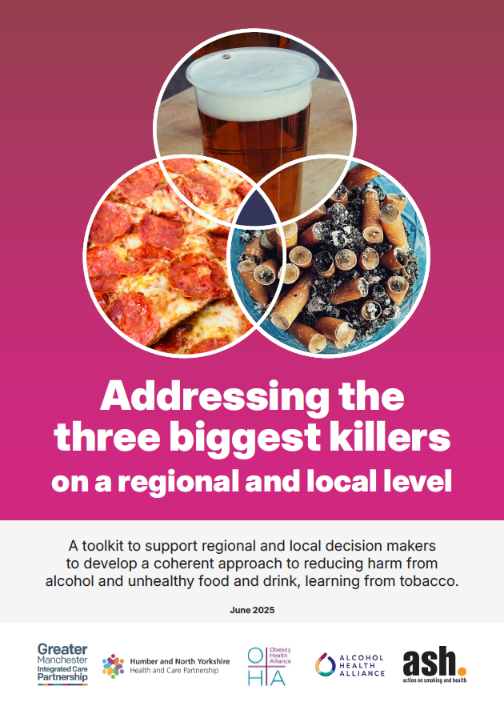 Addressing the
three biggest killers
on a regional and local level
A toolkit to support regional and local decision makers
to develop a coherent approach to reducing harm from
alcohol and unhealthy food and drink, learning from tobacco.
June 2025
Greater
Manchester
Integrated Care
Partnership
Humber and North Yorkshire
Health and Care Partnership
O
HA
Obesity
Health
Alliance
ALCOHOL
HEALTH
ALLIANCE
ash.
action on smoking and health